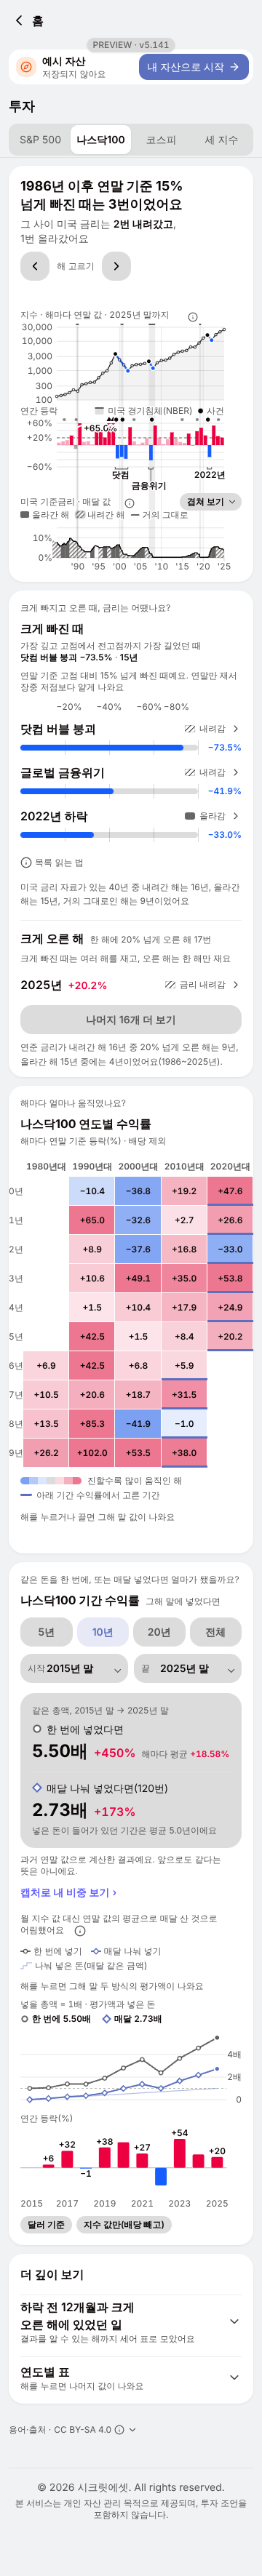 홈
PREVIEW · v5.141
예시 자산
저장되지 않아요
내 자산으로 시작
투자
S&P 500 나스닥100 코스피 세 지수
1986년 이후 연말 기준 15%
넘게 빠진 때는 3번이었어요
그 사이 미국 금리는 2번 내려갔고,
1번 올라갔어요
해 고르기
지수 · 해마다 연말 값 · 2025년 말까지
30,000
10,000
3,000
1,000
300
100
연간 등락 미국 경기침체(NBER) 사건
+60%
+65.0%
+20%
−60%
닷컴 2022년
금융위기
미국 기준금리 · 매달 값 겹쳐 보기
올라간 해 내려간 해 거의 그대로
10%
0%
'90 '95 '00 '05 '10 '15 '20 '25
크게 빠지고 오른 때, 금리는 어땠나요?
크게 빠진 때
가장 깊고 고점에서 전고점까지 가장 길었던 때
닷컴 버블 붕괴 −73.5% · 15년
연말 기준 고점 대비 15% 넘게 빠진 때예요. 연말만 재서
장중 저점보다 얕게 나와요
−20% −40% −60% −80%
닷컴 버블 붕괴 내려감
−73.5%
글로벌 금융위기 내려감
−41.9%
2022년 하락 올라감
−33.0%
목록 읽는 법
미국 금리 자료가 있는 40년 중 내려간 해는 16년, 올라간
해는 15년, 거의 그대로인 해는 9년이었어요
크게 오른 해 한 해에 20% 넘게 오른 해 17번
크게 빠진 때는 여러 해를 재고, 오른 해는 한 해만 재요
2025년 +20.2% 금리 내려감
나머지 16개 더 보기
연준 금리가 내려간 해 16년 중 20% 넘게 오른 해는 9년,
올라간 해 15년 중에는 4년이었어요(1986~2025년).
해마다 얼마나 움직였나요?
나스닥100 연도별 수익률
해마다 연말 기준 등락(%) · 배당 제외
1980년대 1990년대 2000년대 2010년대 2020년대
0년 −10.4 −36.8 +19.2 +47.6
1년 +65.0 −32.6 +2.7 +26.6
2년 +8.9 −37.6 +16.8 −33.0
3년 +10.6 +49.1 +35.0 +53.8
4년 +1.5 +10.4 +17.9 +24.9
5년 +42.5 +1.5 +8.4 +20.2
6년 +6.9 +42.5 +6.8 +5.9
7년 +10.5 +20.6 +18.7 +31.5
8년 +13.5 +85.3 −41.9 −1.0
9년 +26.2 +102.0 +53.5 +38.0
진할수록 많이 움직인 해
아래 기간 수익률에서 고른 기간
해를 누르거나 끌면 그해 말 값이 나와요
같은 돈을 한 번에, 또는 매달 넣었다면 얼마가 됐을까요?
나스닥100 기간 수익률 그해 말에 넣었다면
5년 10년 20년 전체
시작 2015년 말 끝 2025년 말
같은 총액, 2015년 말 → 2025년 말
한 번에 넣었다면
5.50배 +450% 해마다 평균 +18.58%
매달 나눠 넣었다면(120번)
2.73배 +173%
넣은 돈이 들어가 있던 기간은 평균 5.0년이에요
과거 연말 값으로 계산한 결과예요. 앞으로도 같다는
뜻은 아니에요.
캡처로 내 비중 보기 ›
월 지수 값 대신 연말 값의 평균으로 매달 산 것으로
어림했어요
한 번에 넣기 매달 나눠 넣기
나눠 넣은 돈(매달 같은 금액)
해를 누르면 그해 말 두 방식의 평가액이 나와요
넣을 총액 = 1배 · 평가액과 넣은 돈
한 번에 5.50배 매달 2.73배
4배
2배
0
연간 등락(%)
+6 +32 −1 +38 +27 +54 +20
2015 2017 2019 2021 2023 2025
달러 기준 지수 값만(배당 빼고)
더 깊이 보기
하락 전 12개월과 크게
오른 해에 있었던 일
결과를 알 수 있는 해까지 세어 표로 모았어요
연도별 표
해를 누르면 나머지 값이 나와요
용어·출처 · CC BY-SA 4.0
© 2026 시크릿에셋. All rights reserved.
본 서비스는 개인 자산 관리 목적으로 제공되며, 투자 조언을
포함하지 않습니다.